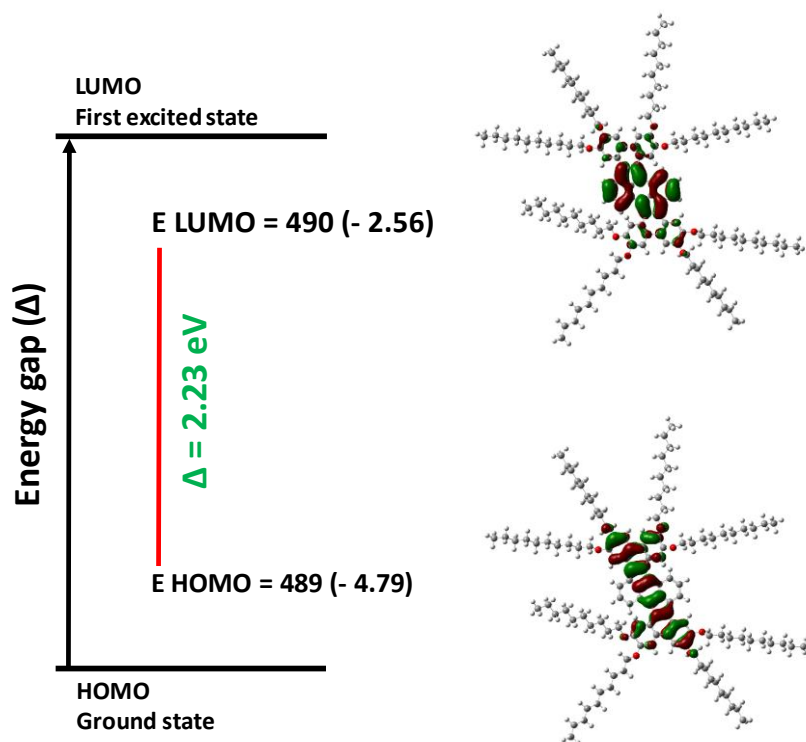 LUMO
First excited state
E LUMO = 490 (- 2.56)
Energy gap (Δ)
Δ = 2.23 eV
E HOMO = 489 (- 4.79)
HOMO
Ground state